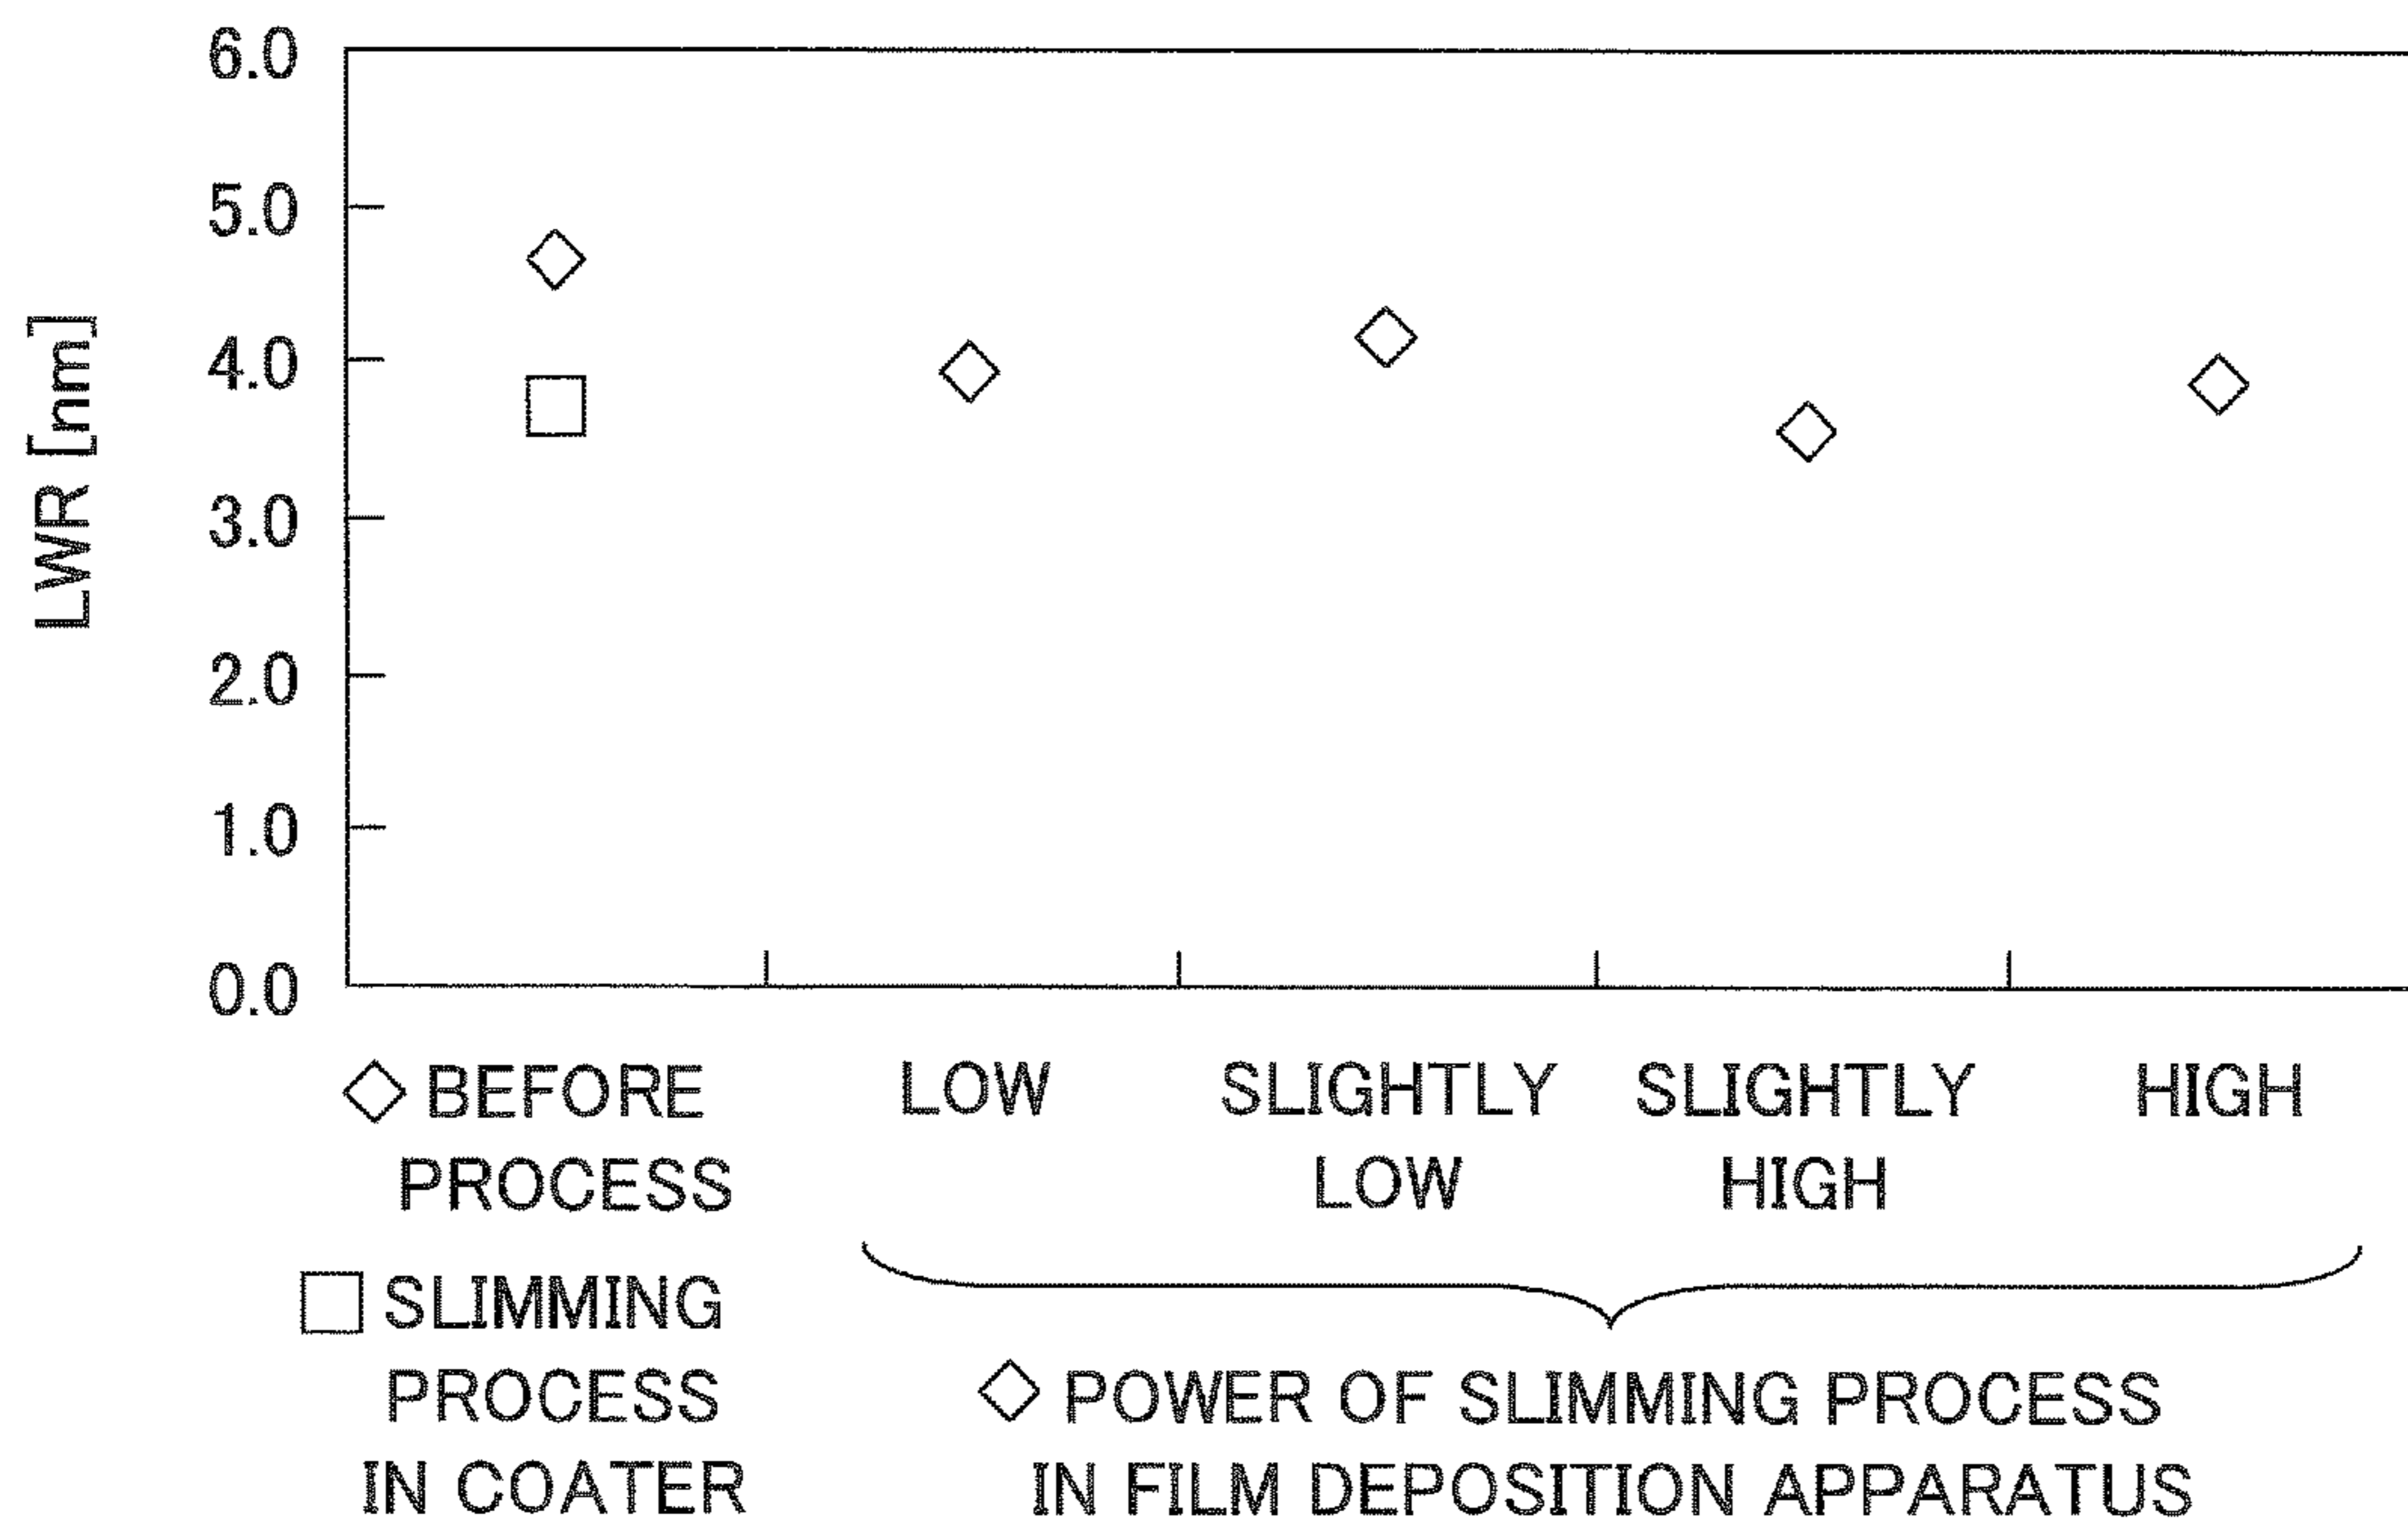 LWR [nm]
6.0
5.0
4.0
3.0
2.0
1.0
0.0
BEFORE
PROCESS
SLIMMING
PROCESS
IN COATER
LOW
SLIGHTLY
LOW
SLIGHTLY
HIGH
HIGH
POWER OF SLIMMING PROCESS
IN FILM DEPOSITION APPARATUS